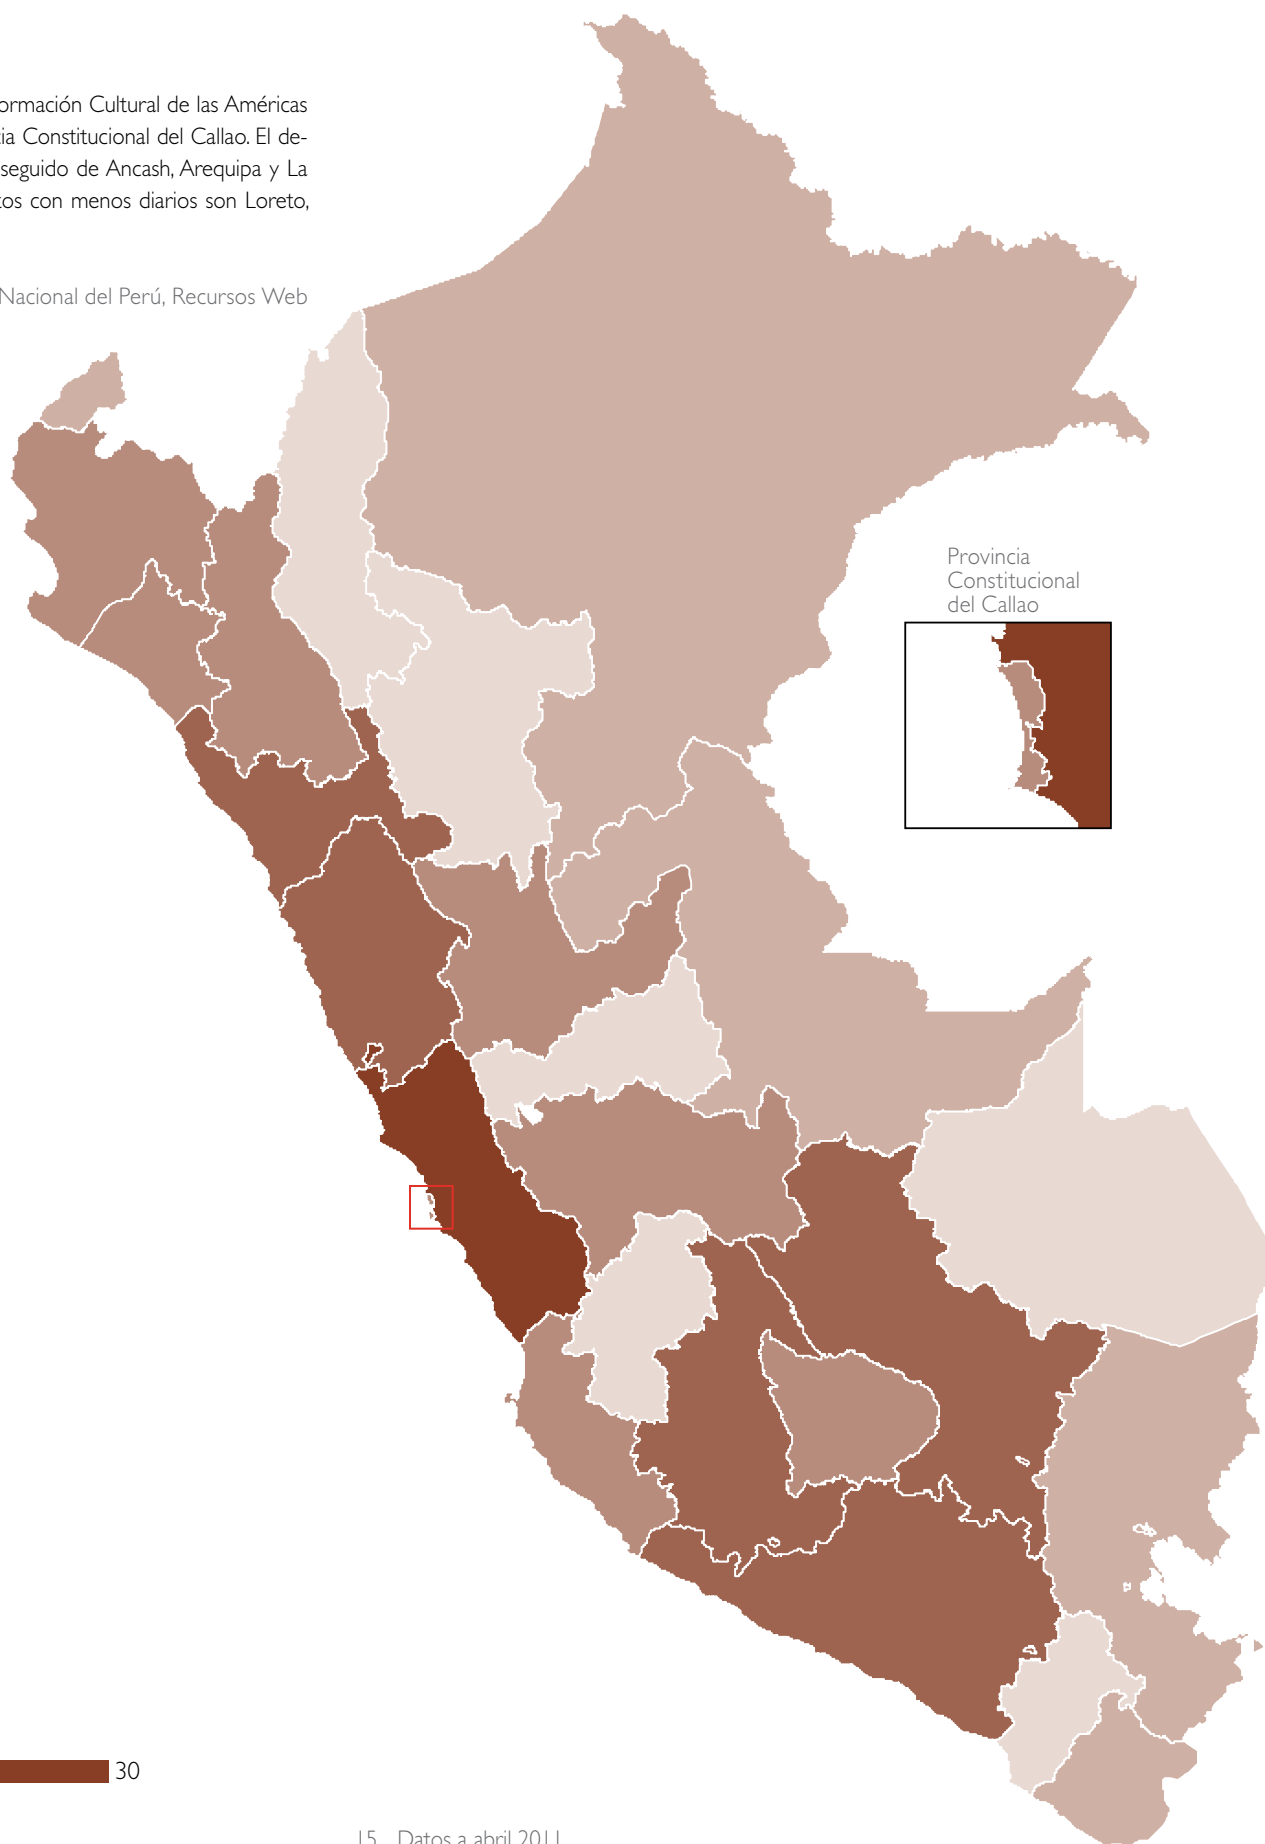 ormación Cultural de las Américas
ia Constitucional del Callao. El de-
seguido de Ancash, Arequipa y La
tos con menos diarios son Loreto,
Nacional del Perú, Recursos Web
Provincia
Constitucional
del Callao
30
15 Datos a abril 2011